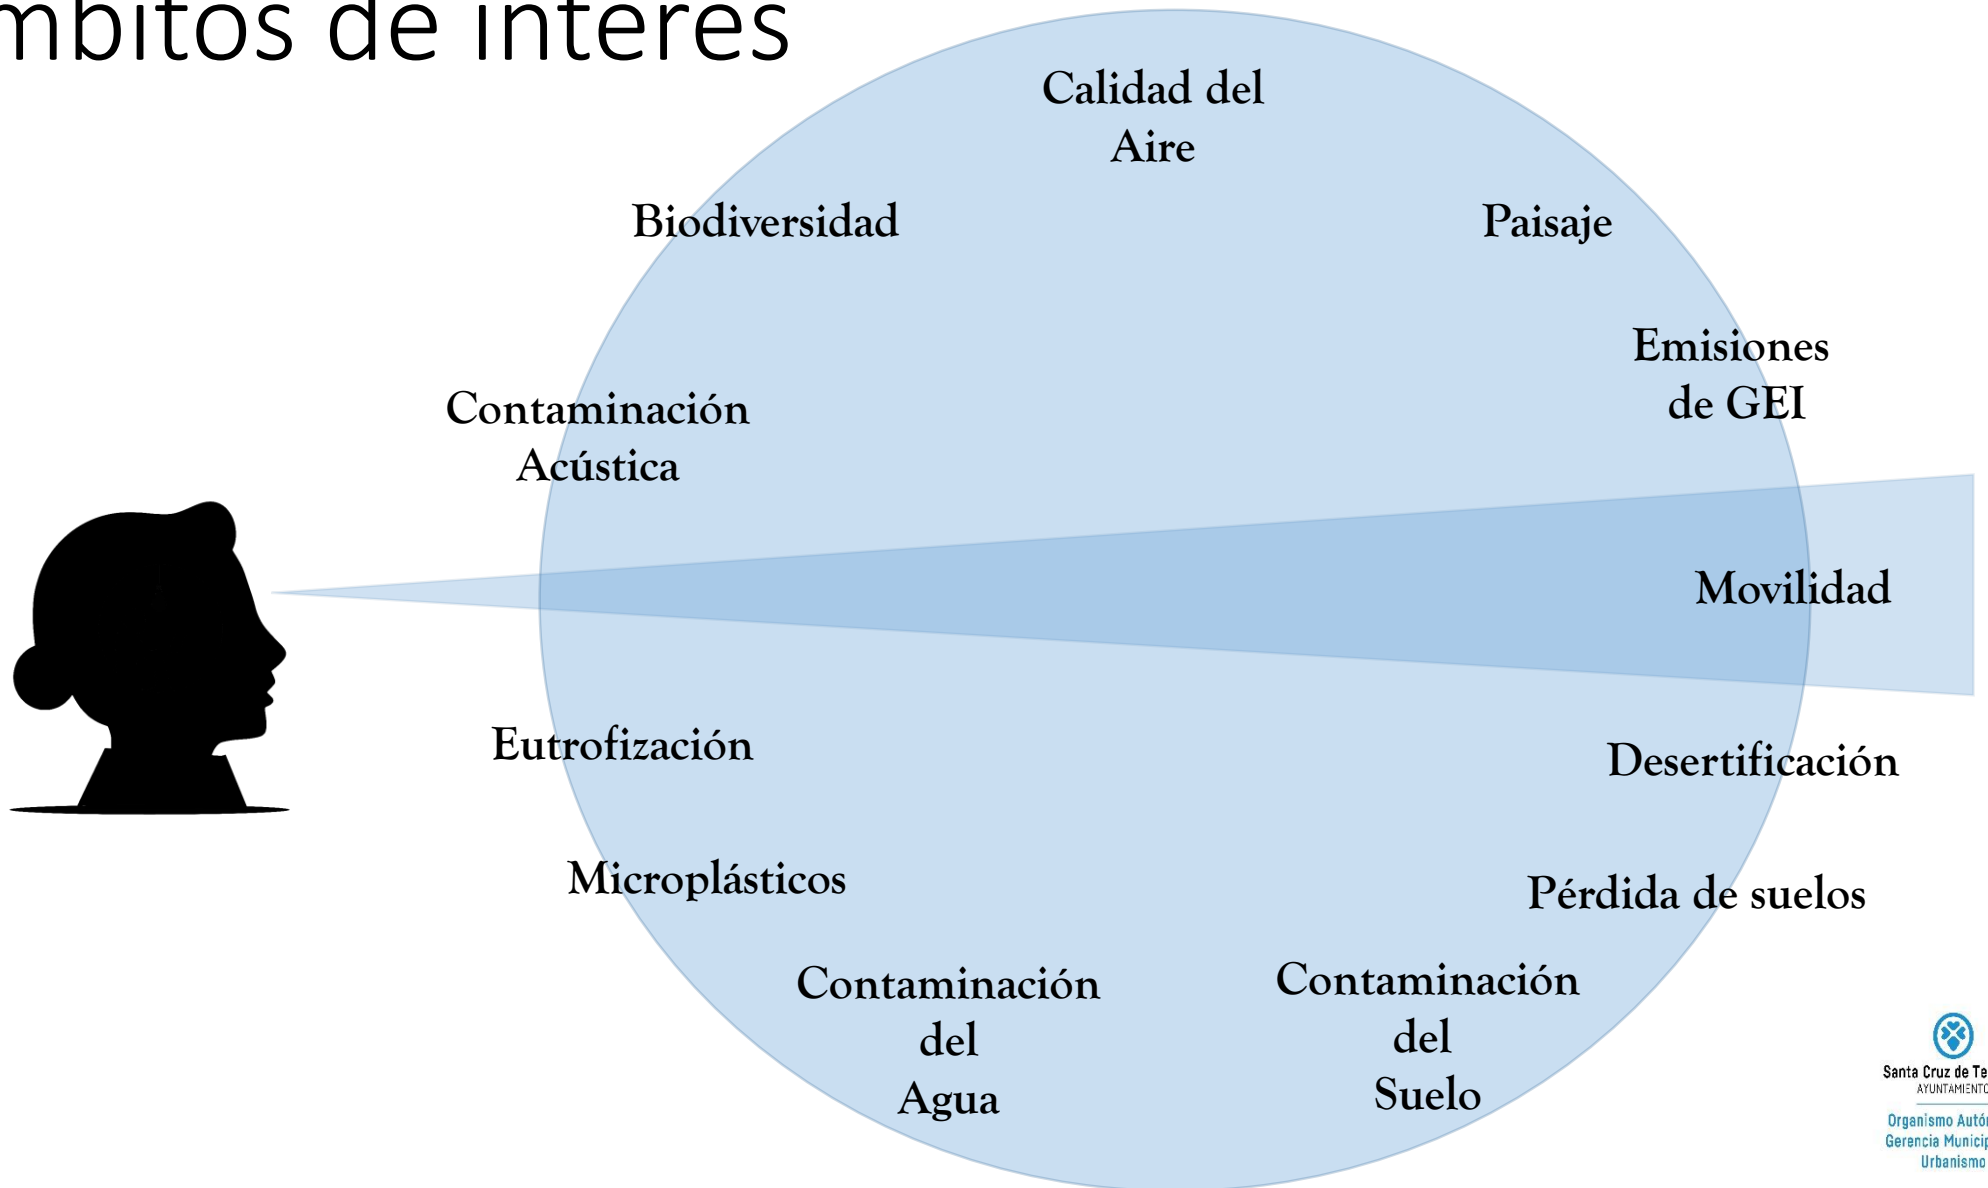 mbitos de interés
Calidad del
Aire
Biodiversidad
Paisaje
Emisiones
de GEI
Contaminación
Acústica
Movilidad
Eutrofización
Desertificación
Microplásticos
Pérdida de suelos
Contaminación
del
Agua
Contaminación
del
Suelo
Santa Cruz de Te
AYUNTAMIENTO
Organismo Autón
Gerencia Municip
Urbanismo